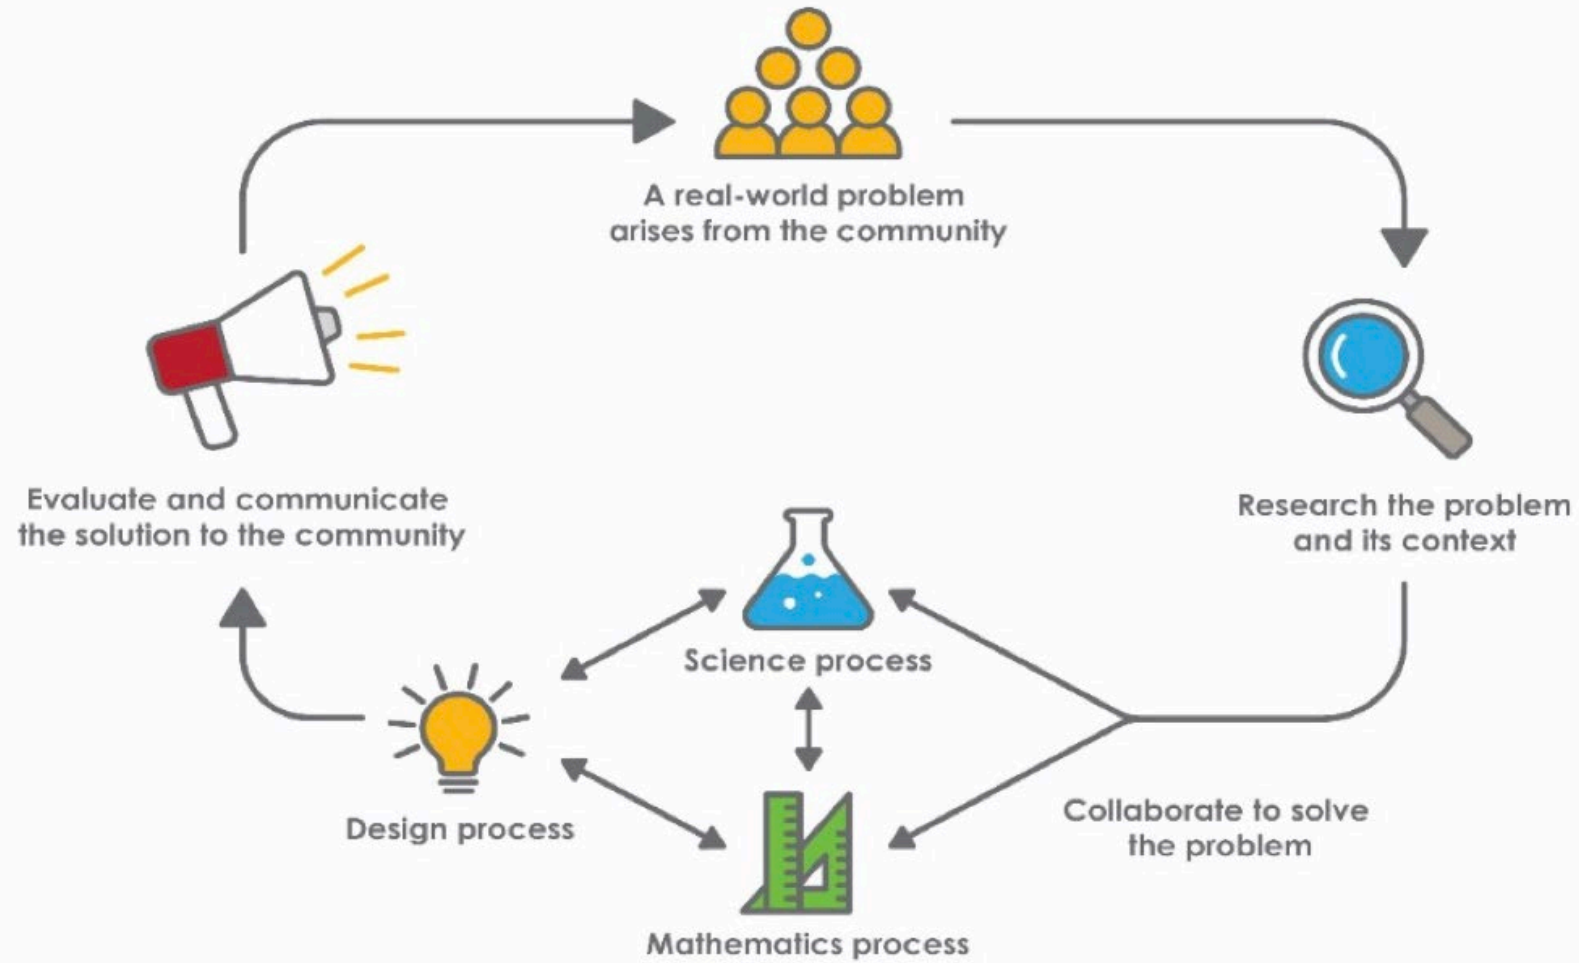 A real-world problem
arises from the community
Research the problem
and its context
Collaborate to solve
the problem
Science process
Mathematics process
Design process
Evaluate and communicate
the solution to the community